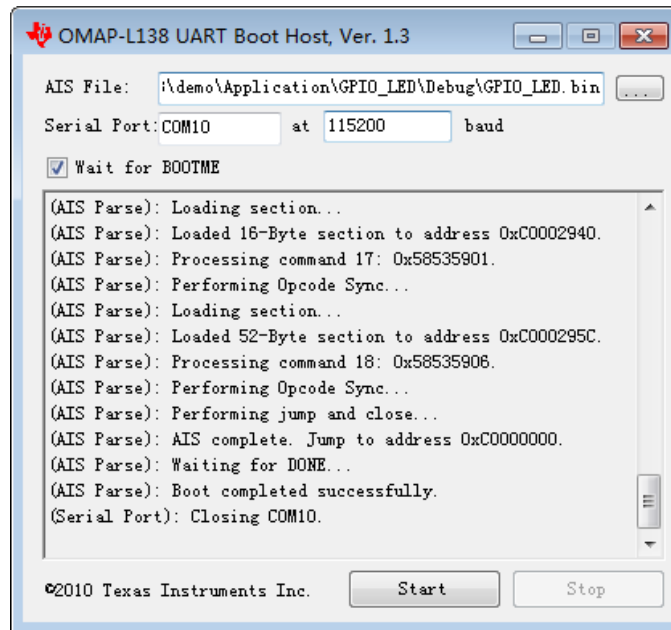 OMAP-L138 UART Boot Host, Ver. 1.3
AIS File: :\demo\Application\GPIO_LED\Debug\GPIO_LED.bin ...
Serial Port: COM10 at 115200 baud
Wait for BOOTME
(AIS Parse): Loading section...
(AIS Parse): Loaded 16-Byte section to address 0xC0002940.
(AIS Parse): Processing command 17: 0x58535901.
(AIS Parse): Performing Opcode Sync...
(AIS Parse): Loading section...
(AIS Parse): Loaded 52-Byte section to address 0xC000295C.
(AIS Parse): Processing command 18: 0x58535906.
(AIS Parse): Performing Opcode Sync...
(AIS Parse): Performing jump and close...
(AIS Parse): AIS complete. Jump to address 0xC0000000.
(AIS Parse): Waiting for DONE...
(AIS Parse): Boot completed successfully.
(Serial Port): Closing COM10.
©2010 Texas Instruments Inc. Start Stop